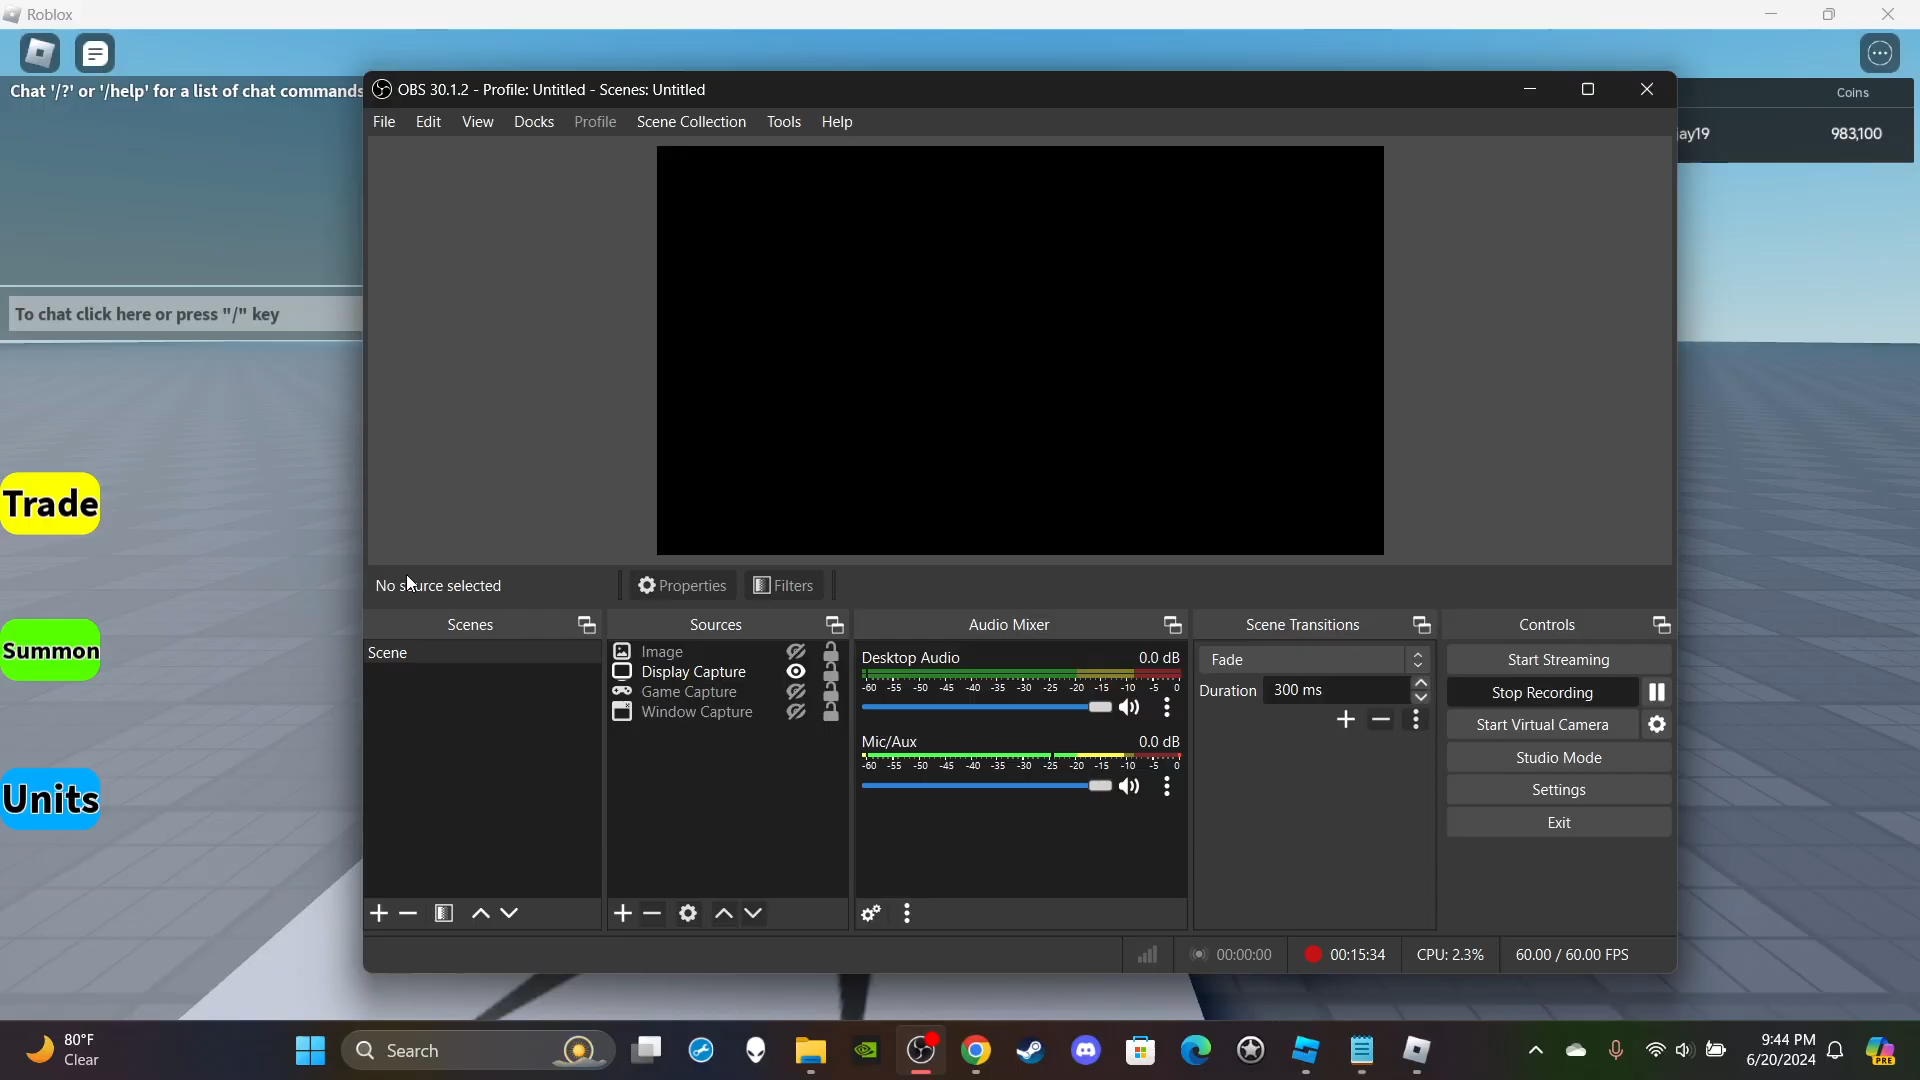 Roblox
Chat '/?' or '/help' for a list of chat commands
Coins
jay19 983,100
To chat click here or press "/" key
Trade
Summon
Units
OBS 30.1.2 - Profile: Untitled - Scenes: Untitled
File Edit View Docks Profile Scene Collection Tools Help
No source selected
Properties
Filters
Scenes
Scene
Sources
Image
Display Capture
Game Capture
Window Capture
Audio Mixer
Desktop Audio 0.0 dB
-60 -55 -50 -45 -40 -35 -30 -25 -20 -15 -10 -5 0
Mic/Aux 0.0 dB
-60 -55 -50 -45 -40 -35 -30 -25 -20 -15 -10 -5 0
Scene Transitions
Fade
Duration 300 ms
Controls
Start Streaming
Stop Recording
Start Virtual Camera
Studio Mode
Settings
Exit
00:00:00 00:15:34 CPU: 2.3% 60.00 / 60.00 FPS
80°F
Clear
Search
9:44 PM
6/20/2024
PRE